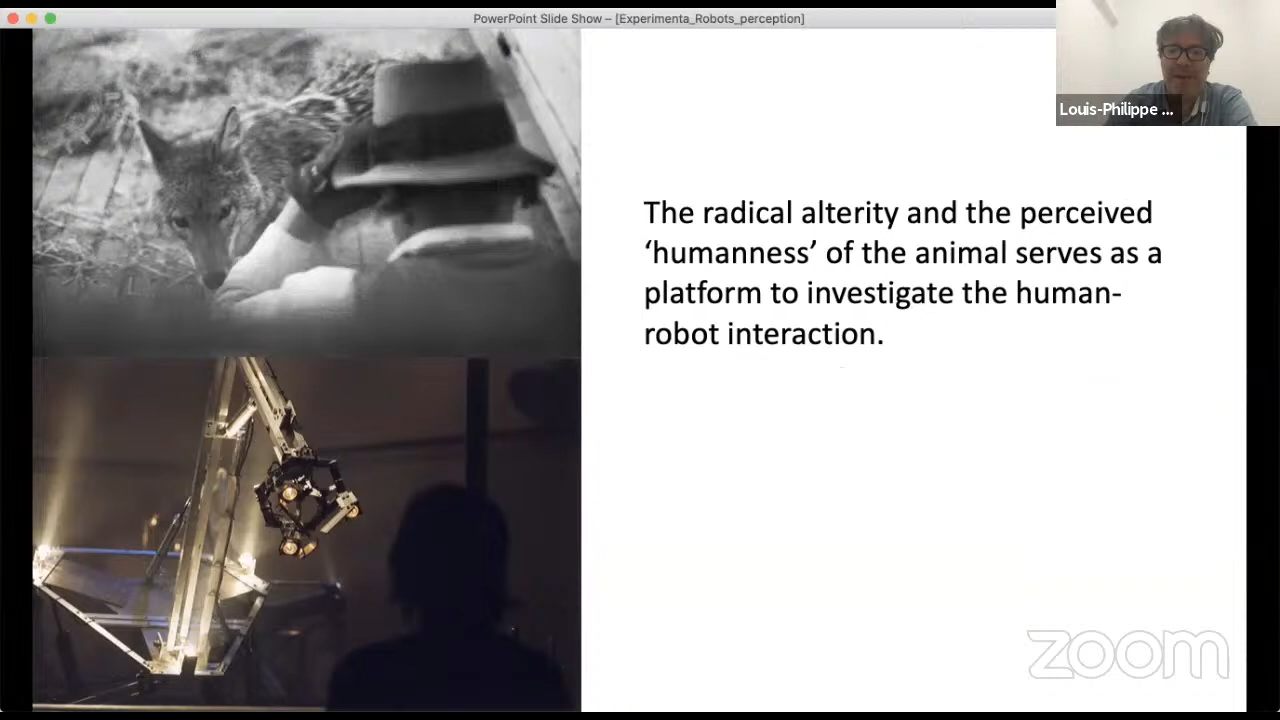 PowerPoint Slide Show – [Experimenta_Robots_perception]
Louis-Philippe ...
The radical alterity and the perceived
‘humanness’ of the animal serves as a
platform to investigate the human-
robot interaction.
zoom